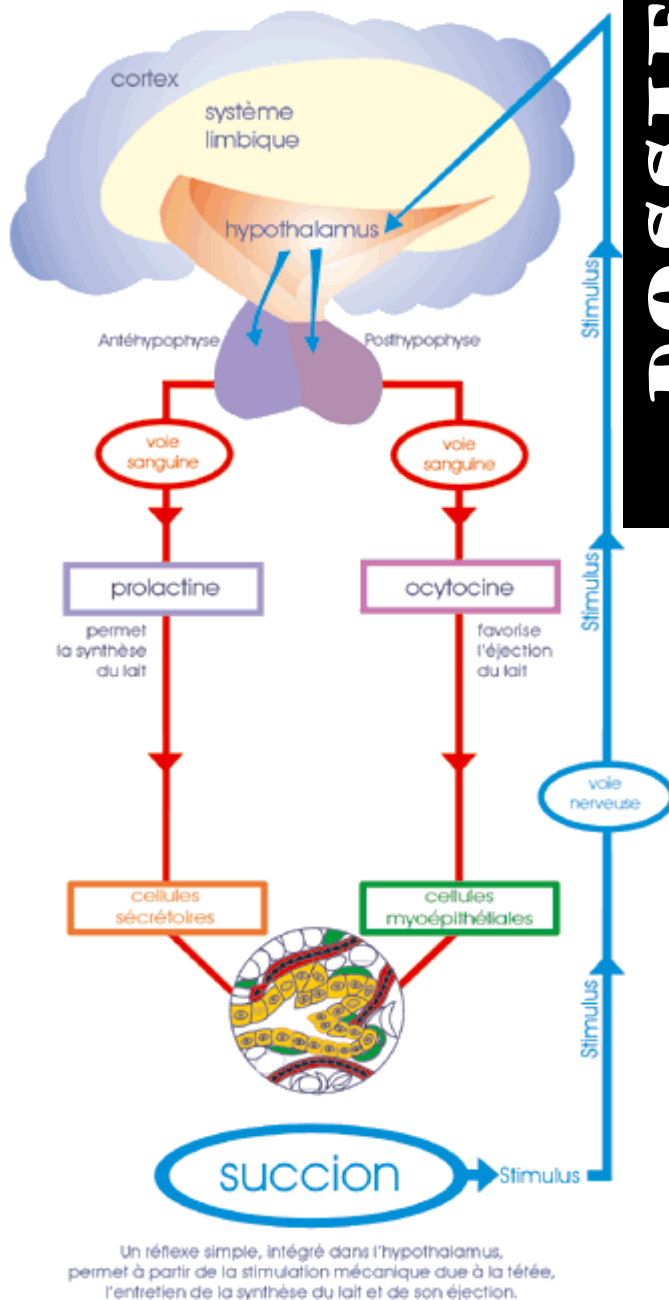 cortex
système
limbique
hypothalamus
Antéhypophyse
Posthypophyse
voie
sanguine
voie
sanguine
prolactine
ocytocine
permet
la synthèse
du lait
favorise
l'éjection
du lait
Stimulus
Stimulus
voie
nerveuse
cellules
sécrétoires
cellules
myoépithéliales
Stimulus
succion
Stimulus
Un réflexe simple, intégré dans l'hypothalamus,
permet à partir de la stimulation mécanique due à la tétée,
l'entretien de la synthèse du lait et de son éjection.